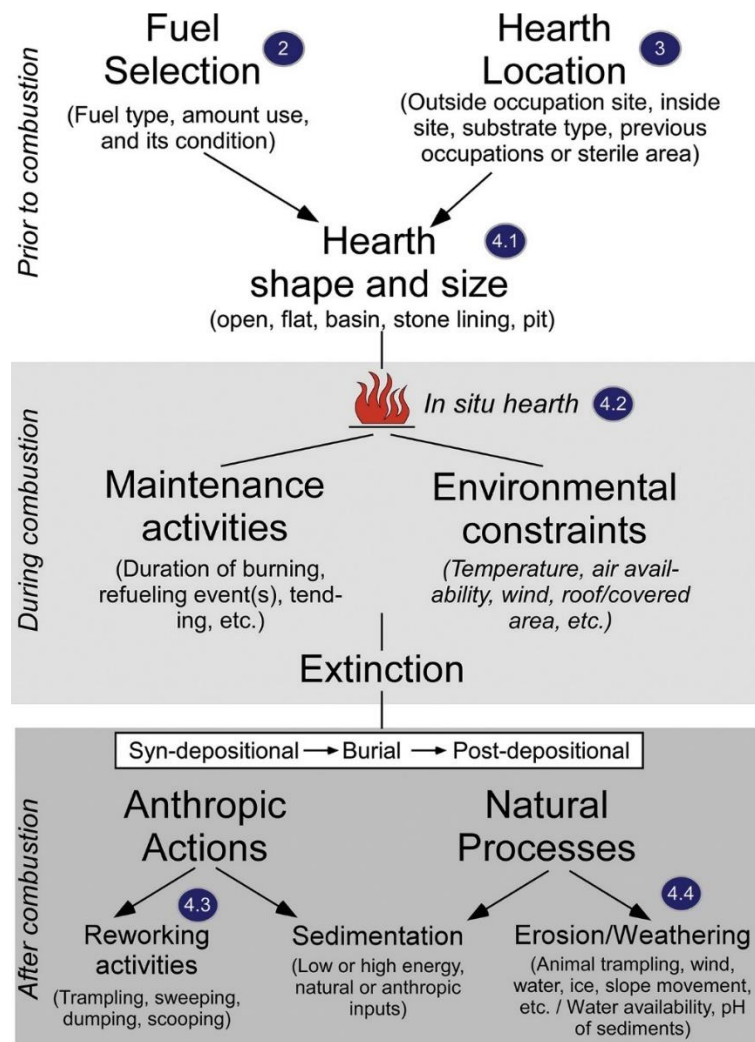 Prior to combustion
Fuel
Selection
2
(Fuel type, amount use,
and its condition)
Hearth
Location
3
(Outside occupation site, inside
site, substrate type, previous
occupations or sterile area)
Hearth
shape and size
4.1
(open, flat, basin, stone lining, pit)
During combustion
In situ hearth
4.2
Maintenance
activities
(Duration of burning,
refueling event(s), tend-
ing, etc.)
Environmental
constraints
(Temperature, air avail-
ability, wind, roof/covered
area, etc.)
Extinction
After combustion
Syn-depositional Burial Post-depositional
Anthropic
Actions
Natural
Processes
4.3
Reworking
activities
(Trampling, sweeping,
dumping, scooping)
Sedimentation
(Low or high energy,
natural or anthropic
inputs)
4.4
Erosion/Weathering
(Animal trampling, wind,
water, ice, slope movement,
etc. / Water availability, pH
of sediments)